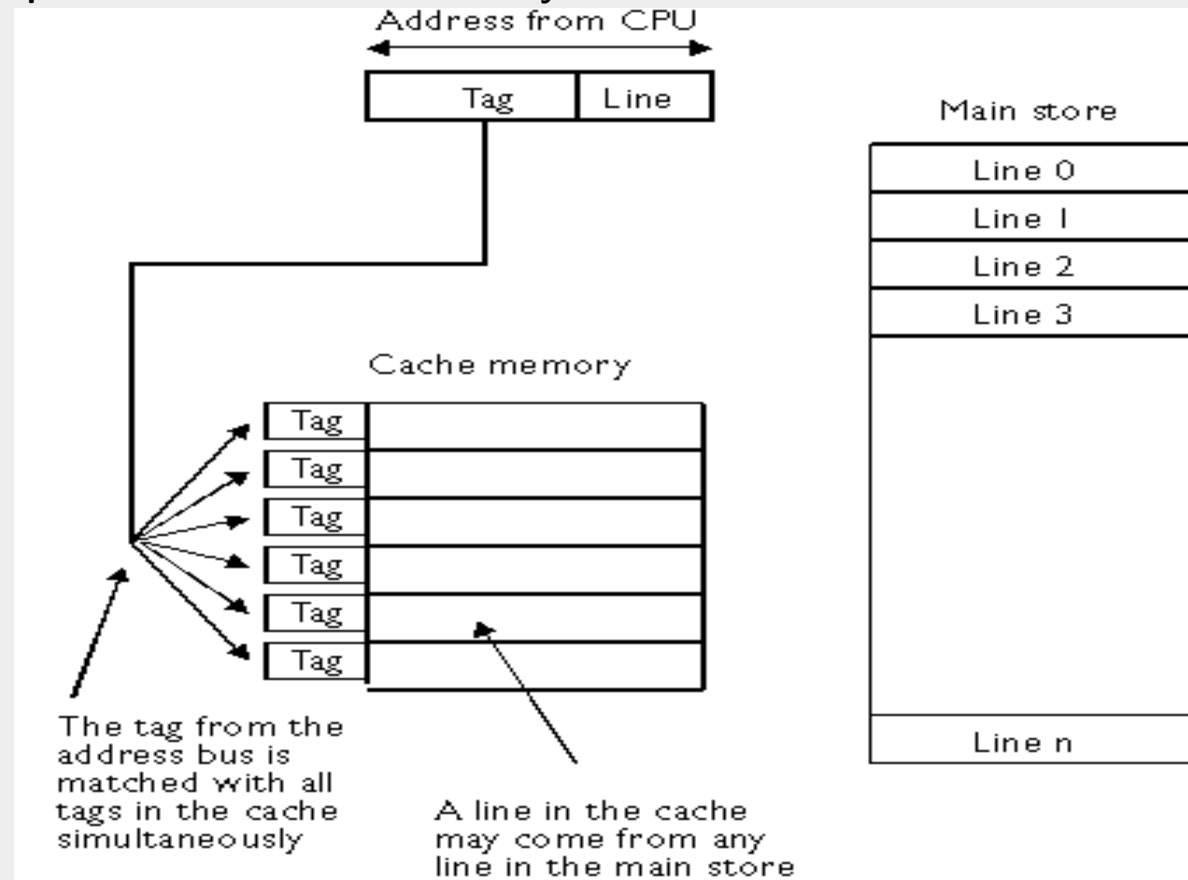 Address from CPU
Tag Line
Main store
Line 0
Line 1
Line 2
Line 3
Cache memory
Tag
Tag
Tag
Tag
Tag
Tag
Line n
The tag from the
address bus is
matched with all
tags in the cache
simultaneously
A line in the cache
may come from any
line in the main store